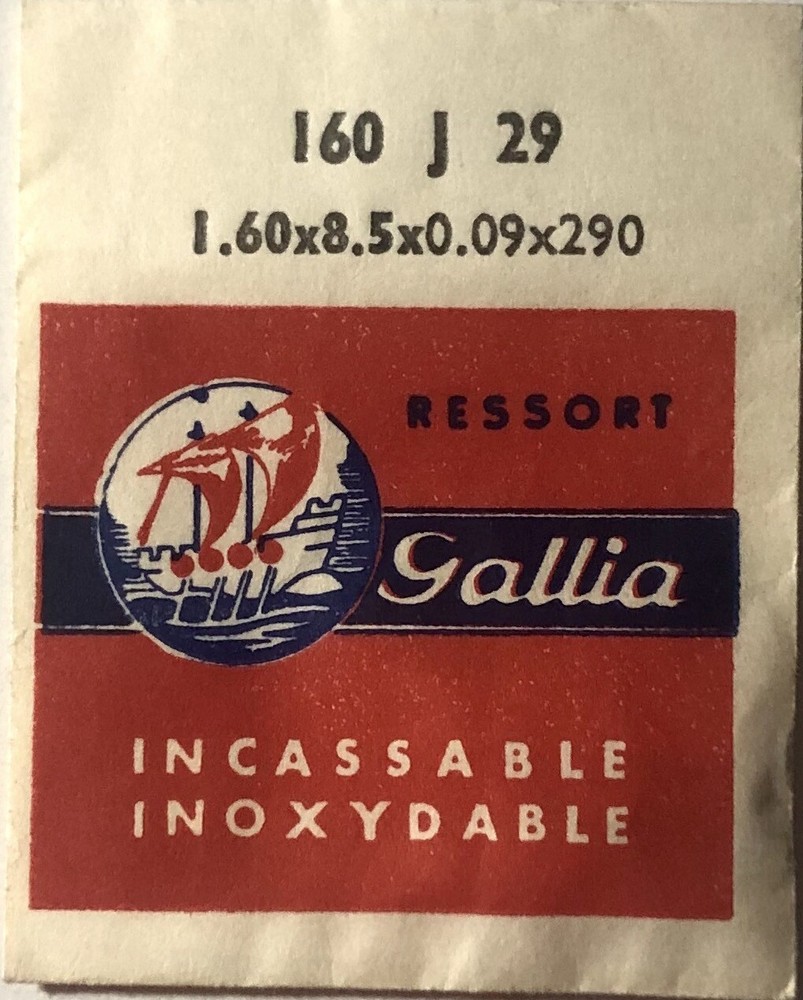 160 J 29
1.60x8.5x0.09x290
RESSORT
Gallia
INCASSABLE
INOXYDABLE